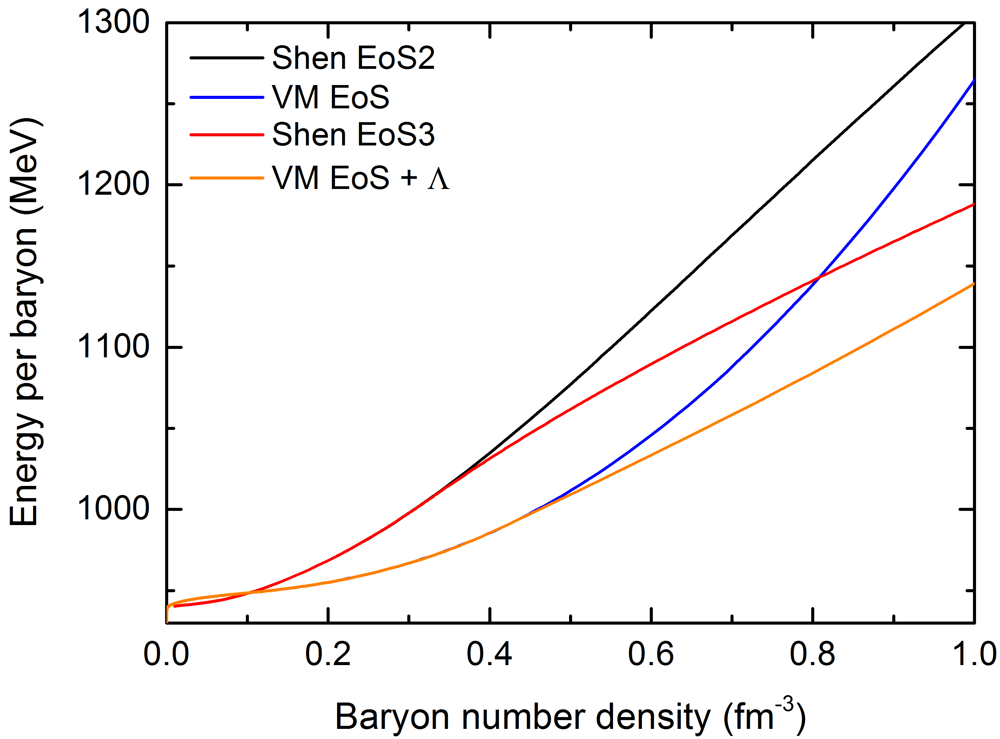 Energy per baryon (MeV)
1300
1200
1100
1000
Shen EoS2
VM EoS
Shen EoS3
VM EoS + Λ
0.0 0.2 0.4 0.6 0.8 1.0
Baryon number density (fm⁻³)